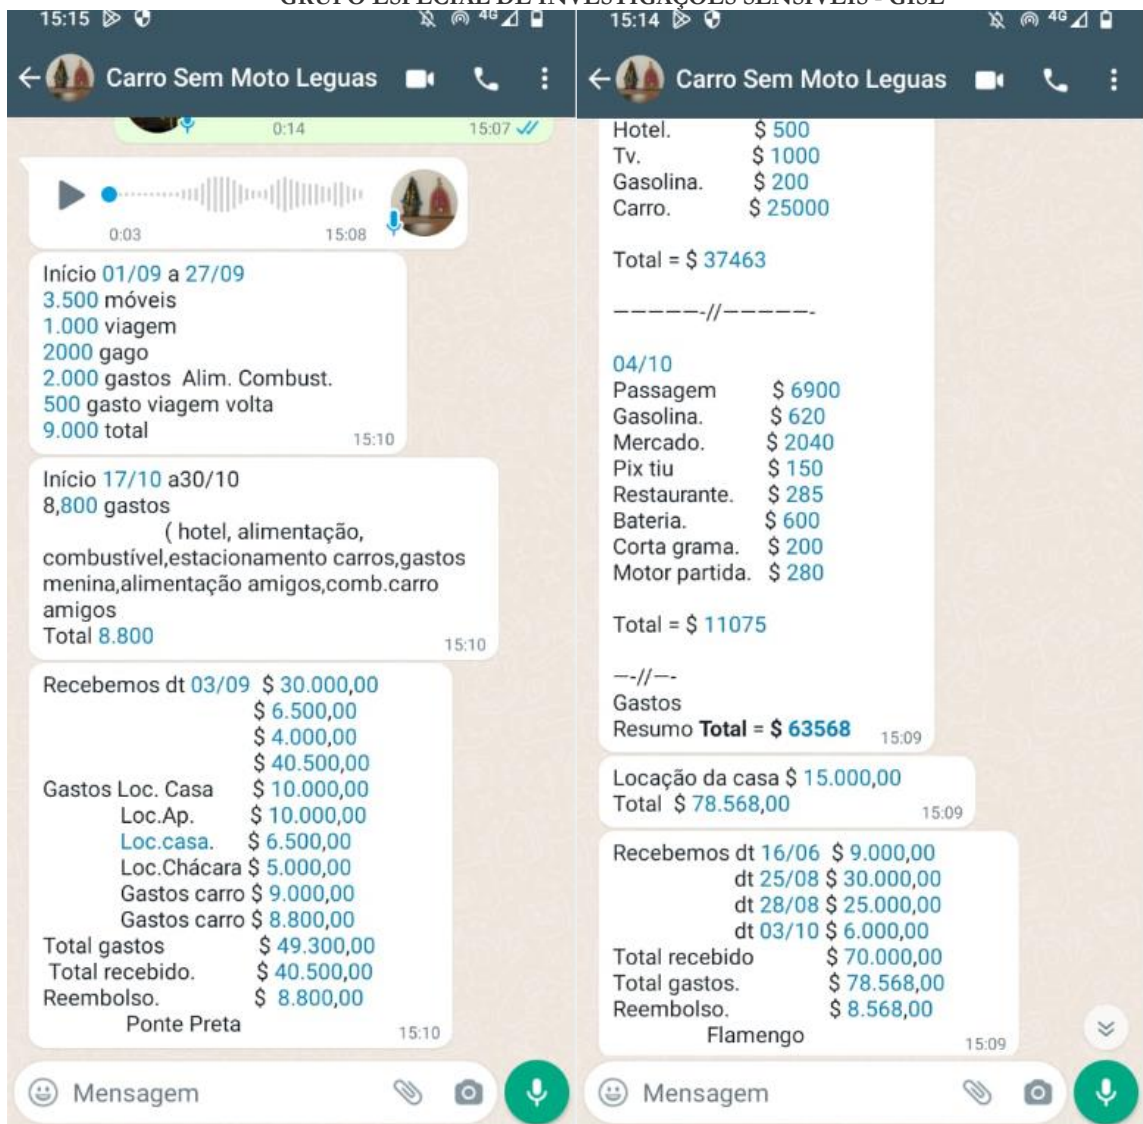 GRUPO ESPECIAL DE INVESTIGAÇÕES SENSÍVEIS - GISE
15:15 4G
Carro Sem Moto Leguas
0:14 15:07
0:03 15:08
Início 01/09 a 27/09
3.500 móveis
1.000 viagem
2000 gago
2.000 gastos Alim. Combust.
500 gasto viagem volta
9.000 total
15:10
Início 17/10 a30/10
8,800 gastos
( hotel, alimentação,
combustível,estacionamento carros,gastos
menina,alimentação amigos,comb.carro
amigos
Total 8.800
15:10
Recebemos dt 03/09 $ 30.000,00
$ 6.500,00
$ 4.000,00
$ 40.500,00
Gastos Loc. Casa $ 10.000,00
Loc.Ap. $ 10.000,00
Loc.casa. $ 6.500,00
Loc.Chácara $ 5.000,00
Gastos carro $ 9.000,00
Gastos carro $ 8.800,00
Total gastos $ 49.300,00
Total recebido. $ 40.500,00
Reembolso. $ 8.800,00
Ponte Preta
15:10
Mensagem
15:14 4G
Carro Sem Moto Leguas
Hotel. $ 500
Tv. $ 1000
Gasolina. $ 200
Carro. $ 25000
Total = $ 37463
—————-//—————-
04/10
Passagem $ 6900
Gasolina. $ 620
Mercado. $ 2040
Pix tiu $ 150
Restaurante. $ 285
Bateria. $ 600
Corta grama. $ 200
Motor partida. $ 280
Total = $ 11075
—-//—-
Gastos
Resumo Total = $ 63568
15:09
Locação da casa $ 15.000,00
Total $ 78.568,00
15:09
Recebemos dt 16/06 $ 9.000,00
dt 25/08 $ 30.000,00
dt 28/08 $ 25.000,00
dt 03/10 $ 6.000,00
Total recebido $ 70.000,00
Total gastos. $ 78.568,00
Reembolso. $ 8.568,00
Flamengo
15:09
Mensagem